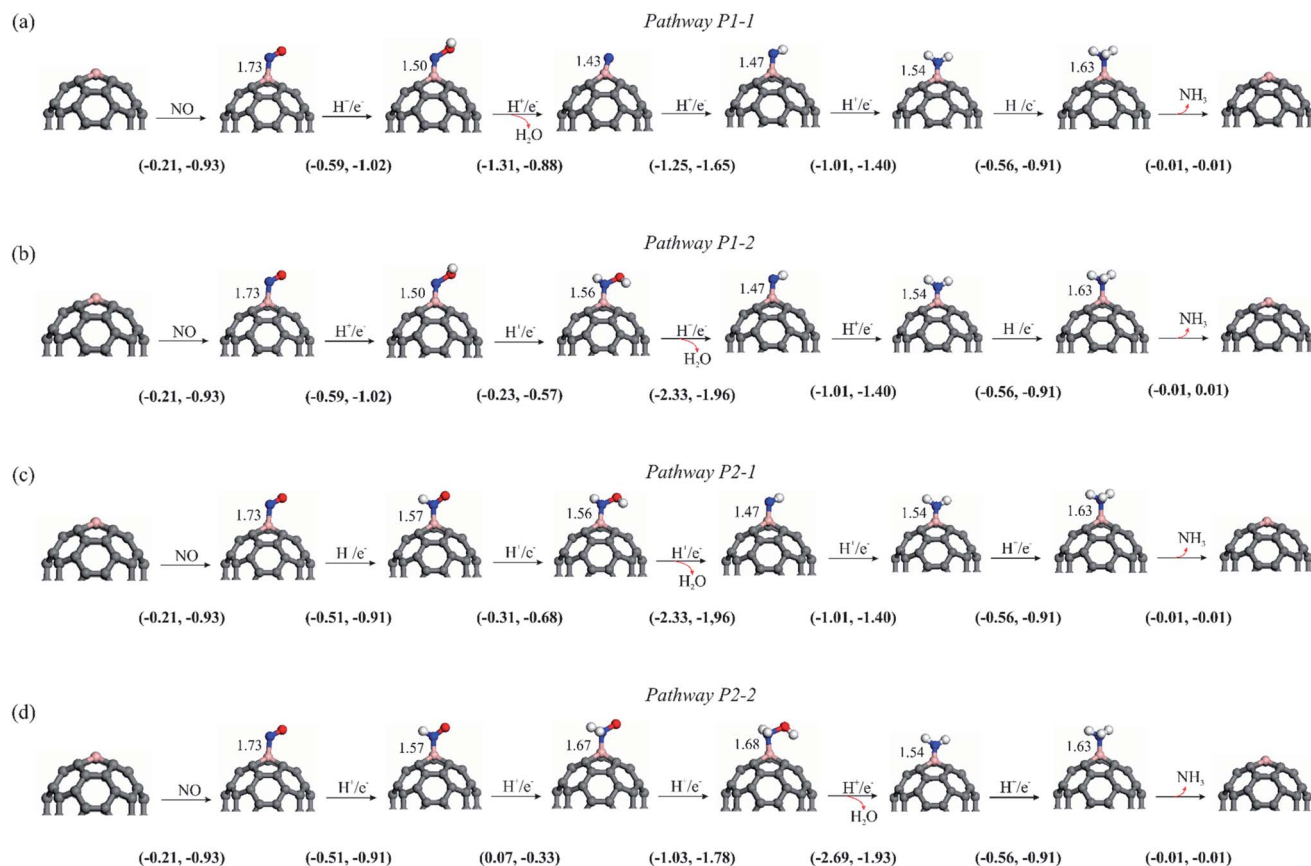 (a)
Pathway P1-1
1.73 1.50 1.43 1.47 1.54 1.63
NO H⁺/e⁻ H⁺/e⁻ H⁺/e⁻ H⁺/e⁻ H /e⁻ NH₃
H₂O
(-0.21, -0.93) (-0.59, -1.02) (-1.31, -0.88) (-1.25, -1.65) (-1.01, -1.40) (-0.56, -0.91) (-0.01, -0.01)
(b)
Pathway P1-2
1.73 1.50 1.56 1.47 1.54 1.63
NO H⁺/e⁻ H⁺/e⁻ H⁺/e⁻ H⁺/e⁻ H /e⁻ NH₃
H₂O
(-0.21, -0.93) (-0.59, -1.02) (-0.23, -0.57) (-2.33, -1.96) (-1.01, -1.40) (-0.56, -0.91) (-0.01, 0.01)
(c)
Pathway P2-1
1.73 1.57 1.56 1.47 1.54 1.63
NO H /e⁻ H⁺/e⁻ H⁺/e⁻ H⁺/e⁻ H⁺/e⁻ NH₃
H₂O
(-0.21, -0.93) (-0.51, -0.91) (-0.31, -0.68) (-2.33, -1.96) (-1.01, -1.40) (-0.56, -0.91) (-0.01, -0.01)
(d)
Pathway P2-2
1.73 1.57 1.67 1.68 1.54 1.63
NO H⁺/e⁻ H⁺/e⁻ H⁺/e⁻ H⁺/e⁻ H⁺/e⁻ NH₃
H₂O
(-0.21, -0.93) (-0.51, -0.91) (0.07, -0.33) (-1.03, -1.78) (-2.69, -1.93) (-0.56, -0.91) (-0.01, -0.01)